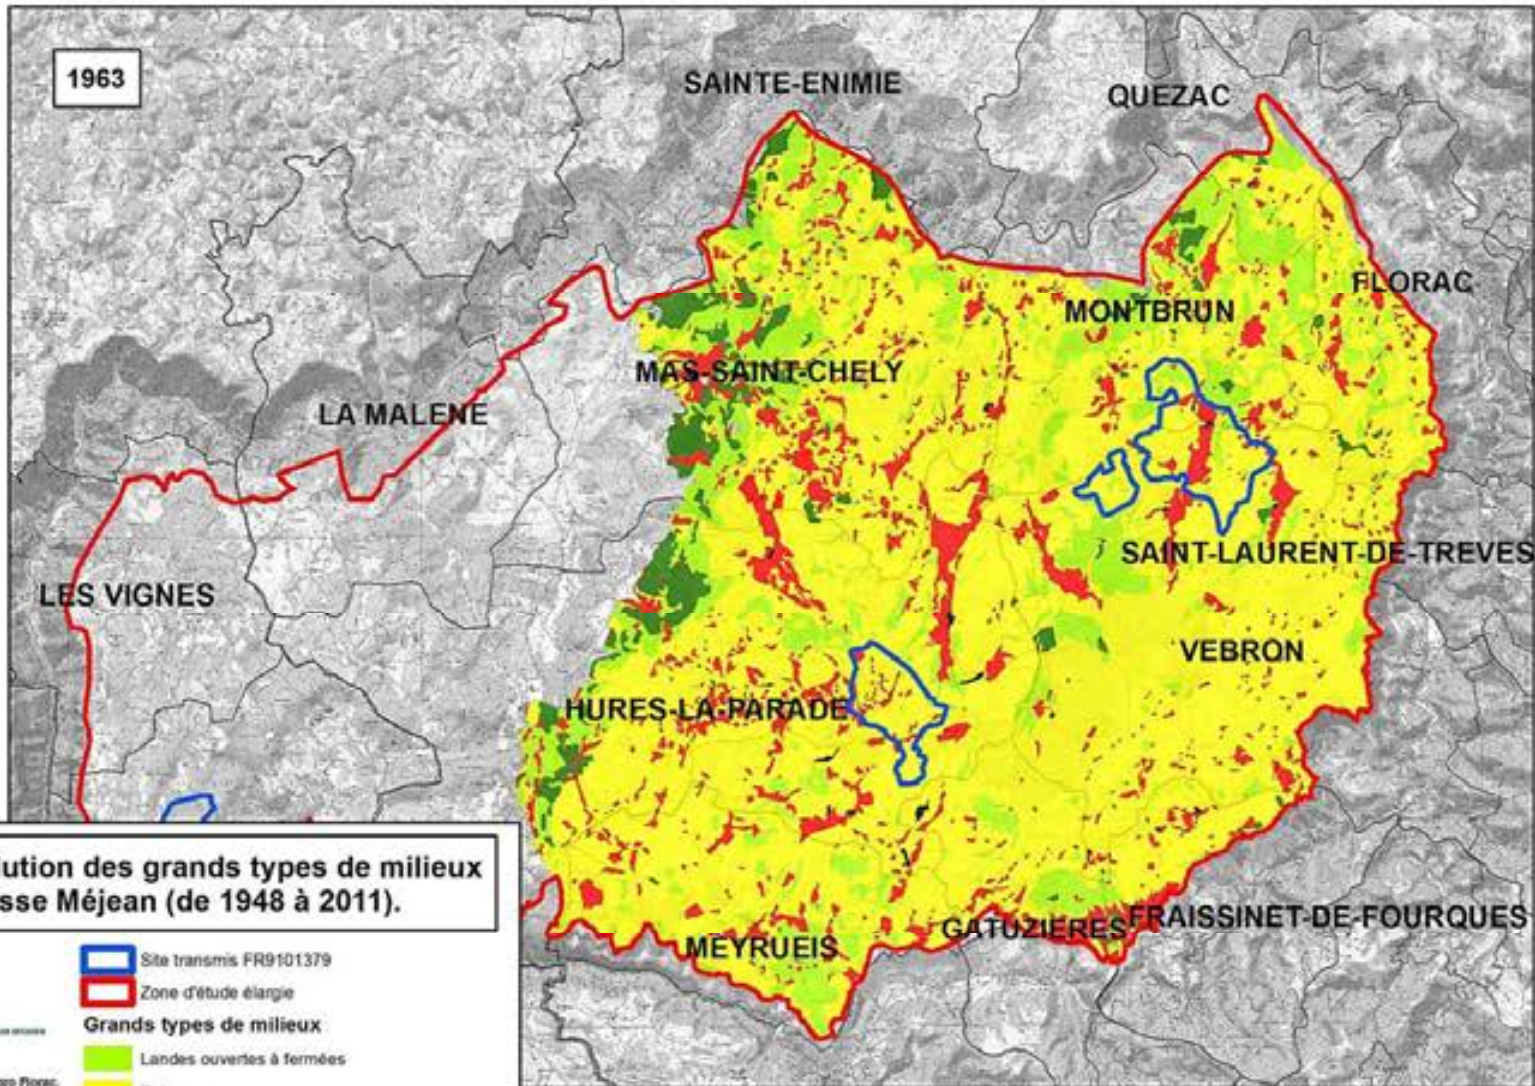 1963
SAINTE-ENIMIE
QUEZAC
FLORAC
MONTBRUN
MAS-SAINT-CHELY
LA MALENE
SAINT-LAURENT-DE-TREVES
LES VIGNES
VEBRON
HURES-LA-PARADE
lution des grands types de milieux
sse Méjean (de 1948 à 2011).
FRAISSINET-DE-FOURQUES
GATUZIERES
MEYRUEIS
Site transmis FR9101379
Zone d'étude élargie
Grands types de milieux
Landes ouvertes à fermées